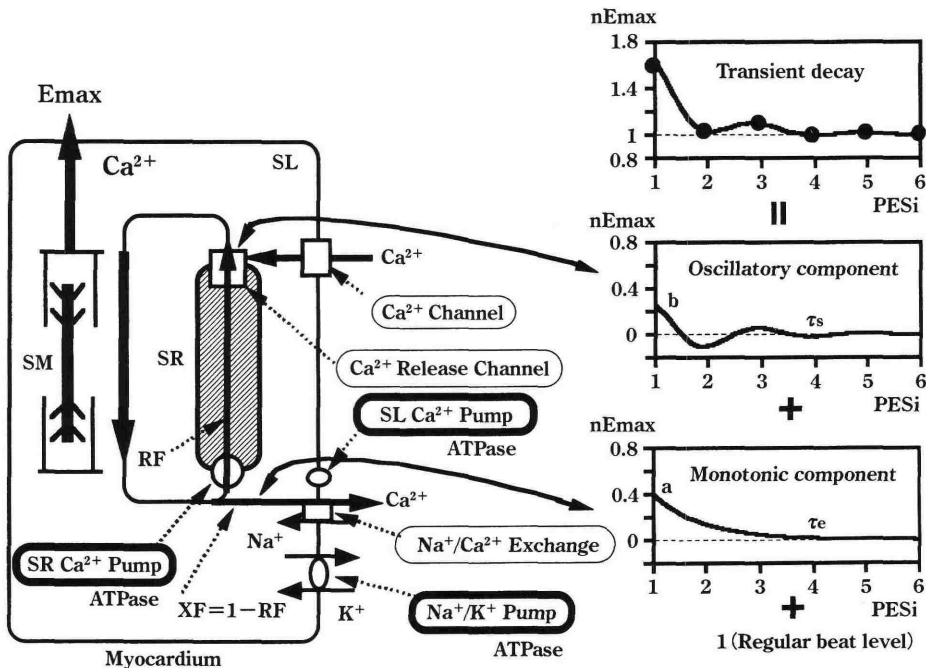 Emax
Ca²⁺
SL
Ca²⁺
Ca²⁺ Channel
SR
SM
Ca²⁺ Release Channel
SL Ca²⁺ Pump
ATPase
RF
Ca²⁺
Na⁺
Na⁺/Ca²⁺ Exchange
SR Ca²⁺ Pump
ATPase
XF=1−RF
K⁺
Na⁺/K⁺ Pump
ATPase
Myocardium
nEmax
1.8
Transient decay
1.4
1
0.8
1 2 3 4 5 6
PESi
=
nEmax
0.8
Oscillatory component
0.4
b
τs
0
1 2 3 4 5 6
+
PESi
nEmax
0.8
Monotonic component
0.4
a
τe
0
1 2 3 4 5 6
+
PESi
1 (Regular beat level)